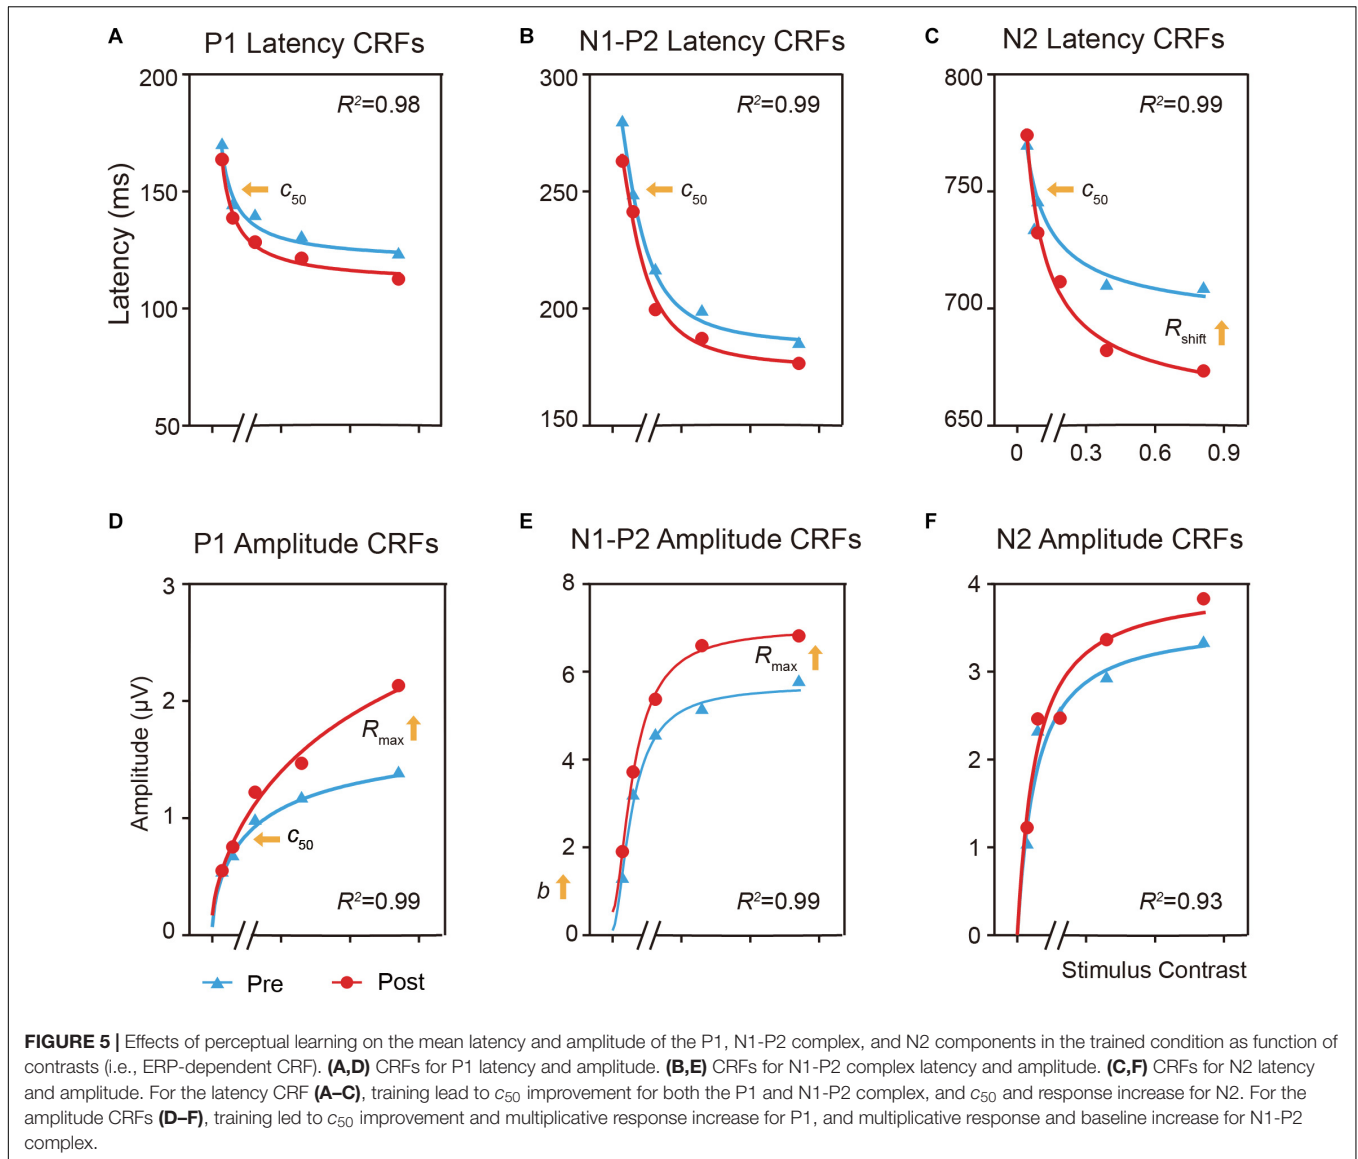 A
P1 Latency CRFs
B
N1-P2 Latency CRFs
C
N2 Latency CRFs
200
150
100
50
Latency (ms)
R²=0.98
c50
300
250
200
150
R²=0.99
c50
800
750
700
650
R²=0.99
c50
Rshift
0 0.3 0.6 0.9
D
P1 Amplitude CRFs
E
N1-P2 Amplitude CRFs
F
N2 Amplitude CRFs
3
2
1
0
Amplitude (µV)
Rmax
c50
R²=0.99
8
6
4
2
0
Rmax
b
R²=0.99
4
3
2
1
0
R²=0.93
Stimulus Contrast
Pre Post
FIGURE 5 | Effects of perceptual learning on the mean latency and amplitude of the P1, N1-P2 complex, and N2 components in the trained condition as function of
contrasts (i.e., ERP-dependent CRF). (A,D) CRFs for P1 latency and amplitude. (B,E) CRFs for N1-P2 complex latency and amplitude. (C,F) CRFs for N2 latency
and amplitude. For the latency CRF (A–C), training lead to c50 improvement for both the P1 and N1-P2 complex, and c50 and response increase for N2. For the
amplitude CRFs (D–F), training led to c50 improvement and multiplicative response increase for P1, and multiplicative response and baseline increase for N1-P2
complex.